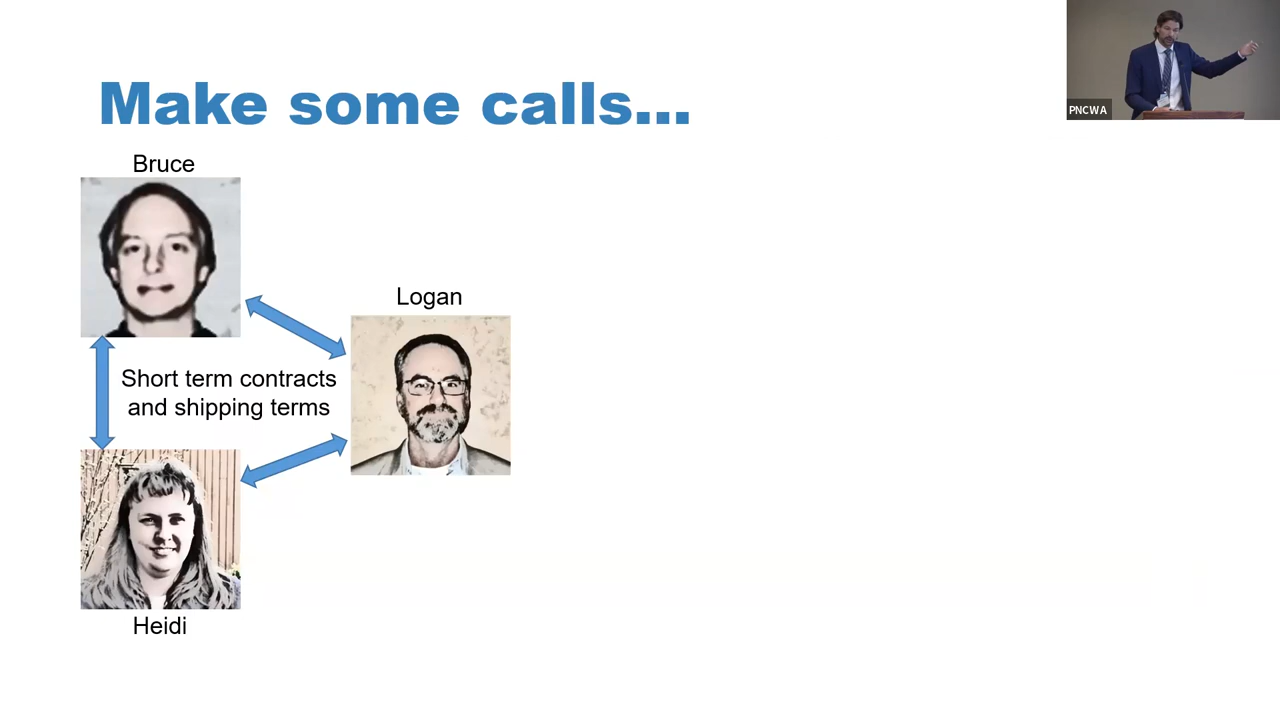 Make some calls...
PNCWA
Bruce
Logan
Short term contracts
and shipping terms
Heidi